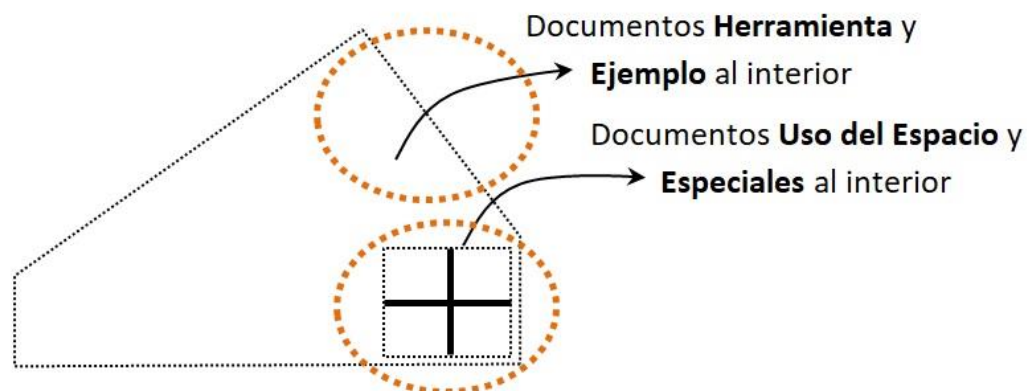 Documentos Herramienta y
Ejemplo al interior
Documentos Uso del Espacio y
Especiales al interior